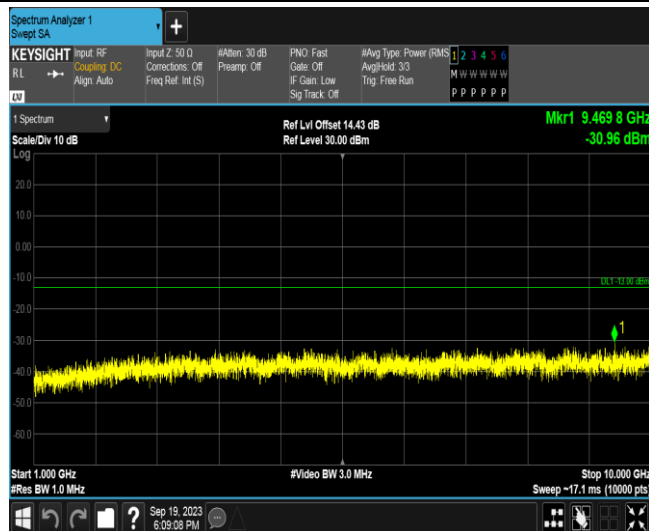 Spectrum Analyzer 1
Swept SA
+
KEYSIGHT
RL
LXI
Input: RF
Coupling: DC
Align: Auto
Input Z: 50 Ω
Corrections: Off
Freq Ref: Int (S)
#Atten: 30 dB
Preamp: Off
PNO: Fast
Gate: Off
IF Gain: Low
Sig Track: Off
#Avg Type: Power (RMS
Avg|Hold: 3/3
Trig: Free Run
1 2 3 4 5 6
M W W W W W
P P P P P P
1 Spectrum
Scale/Div 10 dB
Log
Ref Lvl Offset 14.43 dB
Ref Level 30.00 dBm
Mkr1 9.469 8 GHz
-30.96 dBm
20.0
10.0
0.00
-10.0
DL1 -13.00 dBm
-20.0
-30.0
1
-40.0
-50.0
-60.0
Start 1.000 GHz
#Res BW 1.0 MHz
#Video BW 3.0 MHz
Stop 10.000 GHz
Sweep ~17.1 ms (10000 pts)
?
Sep 19, 2023
6:09:08 PM